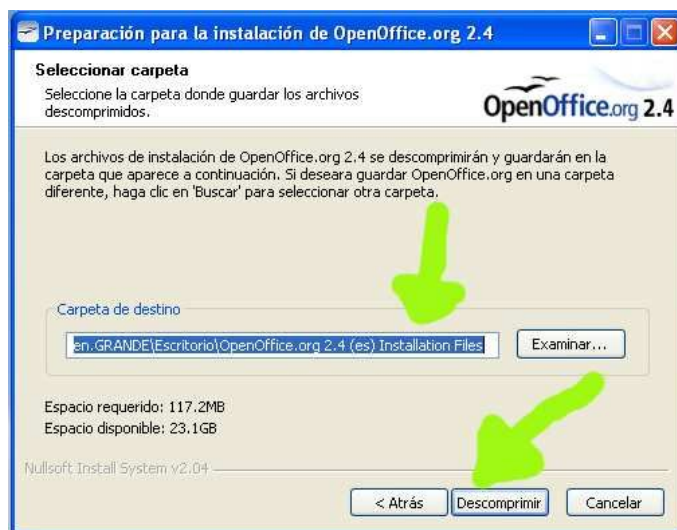 Preparación para la instalación de OpenOffice.org 2.4
Seleccionar carpeta
Seleccione la carpeta donde guardar los archivos
descomprimidos.
OpenOffice.org 2.4
Los archivos de instalación de OpenOffice.org 2.4 se descomprimirán y guardarán en la
carpeta que aparece a continuación. Si deseara guardar OpenOffice.org en una carpeta
diferente, haga clic en 'Buscar' para seleccionar otra carpeta.
Carpeta de destino
en.GRANDE\Escritorio\OpenOffice.org 2.4 (es) Installation Files
Examinar...
Espacio requerido: 117.2MB
Espacio disponible: 23.1GB
Nullsoft Install System v2.04
< Atrás
Descomprimir
Cancelar